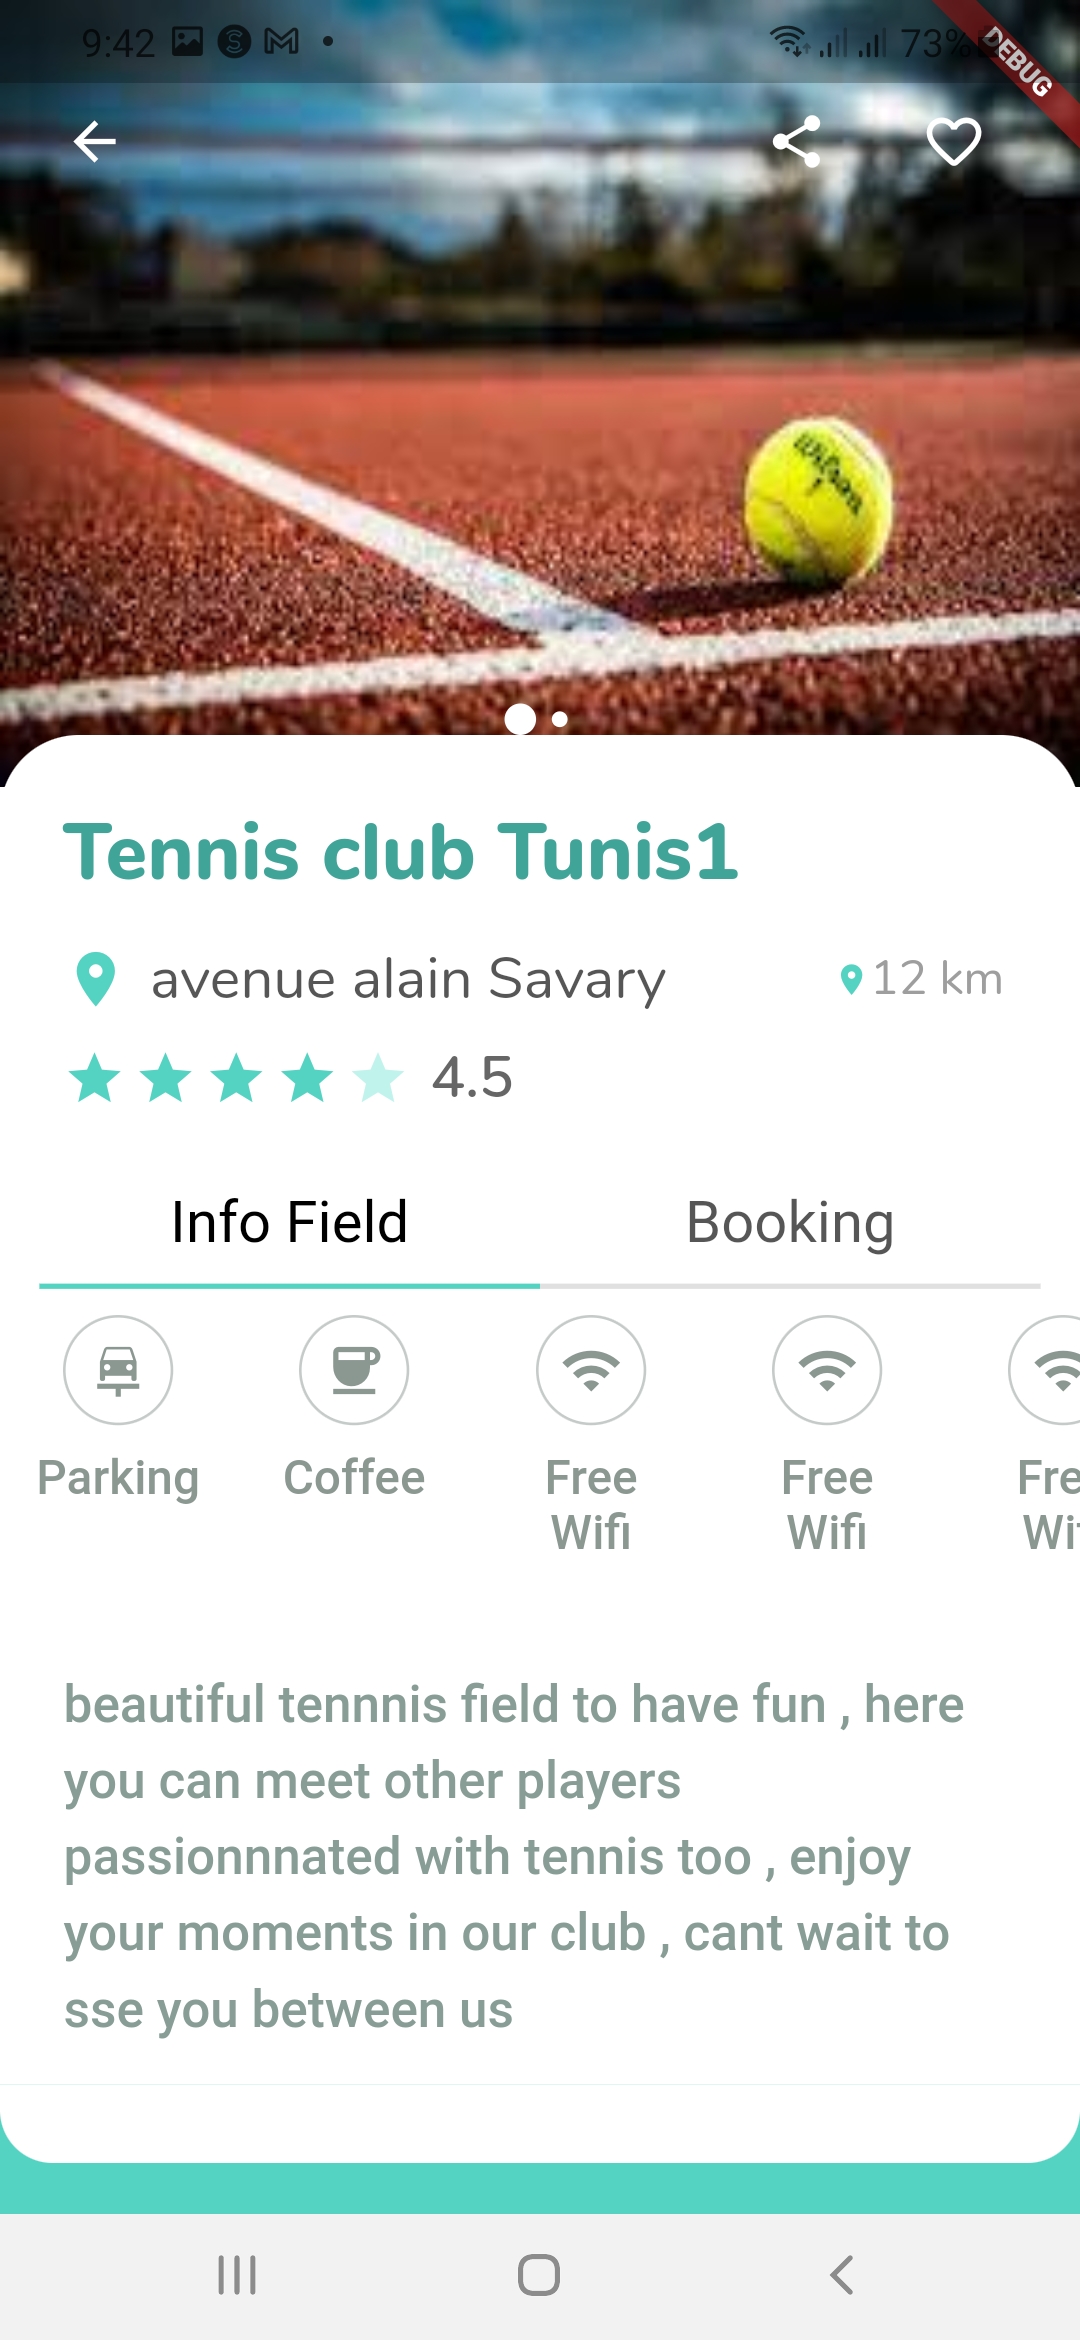 9:42
73%
DEBUG
Wilson
Tennis club Tunis1
avenue alain Savary
12 km
4.5
Info Field
Booking
Parking
Coffee
Free
Wifi
Free
Wifi
Fre
Wi
beautiful tennnis field to have fun , here
you can meet other players
passionnnated with tennis too , enjoy
your moments in our club , cant wait to
sse you between us